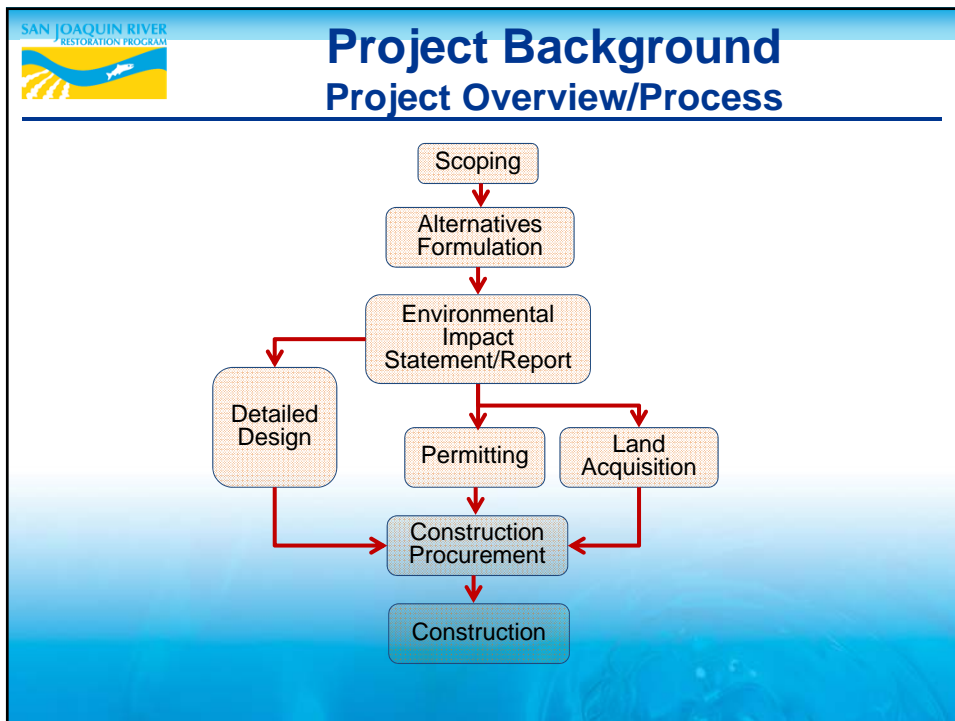 SAN JOAQUIN RIVER
RESTORATION PROGRAM
Project Background
Project Overview/Process
Scoping
Alternatives
Formulation
Environmental
Impact
Statement/Report
Detailed
Design
Permitting
Land
Acquisition
Construction
Procurement
Construction